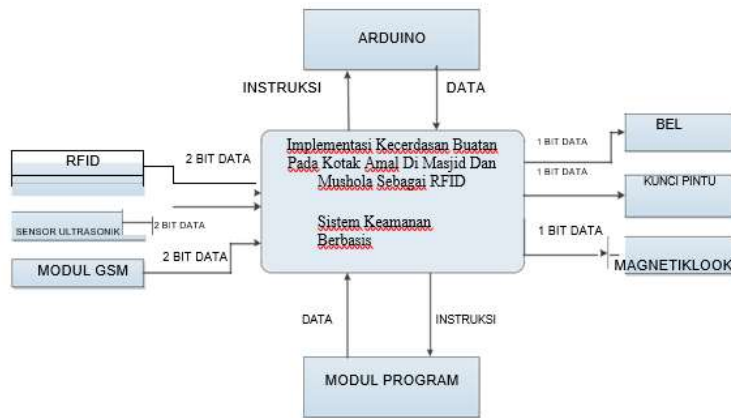 ARDUINO
INSTRUKSI
DATA
RFID
2 BIT DATA
SENSOR ULTRASONIK
2 BIT DATA
MODUL GSM
2 BIT DATA
Implementasi Kecerdasan Buatan
Pada Kotak Amal Di Masjid Dan
Mushola Sebagai RFID
Sistem Keamanan
Berbasis
1 BIT DATA
BEL
1 BIT DATA
KUNCI PINTU
1 BIT DATA
MAGNETIKLOOK
DATA
INSTRUKSI
MODUL PROGRAM